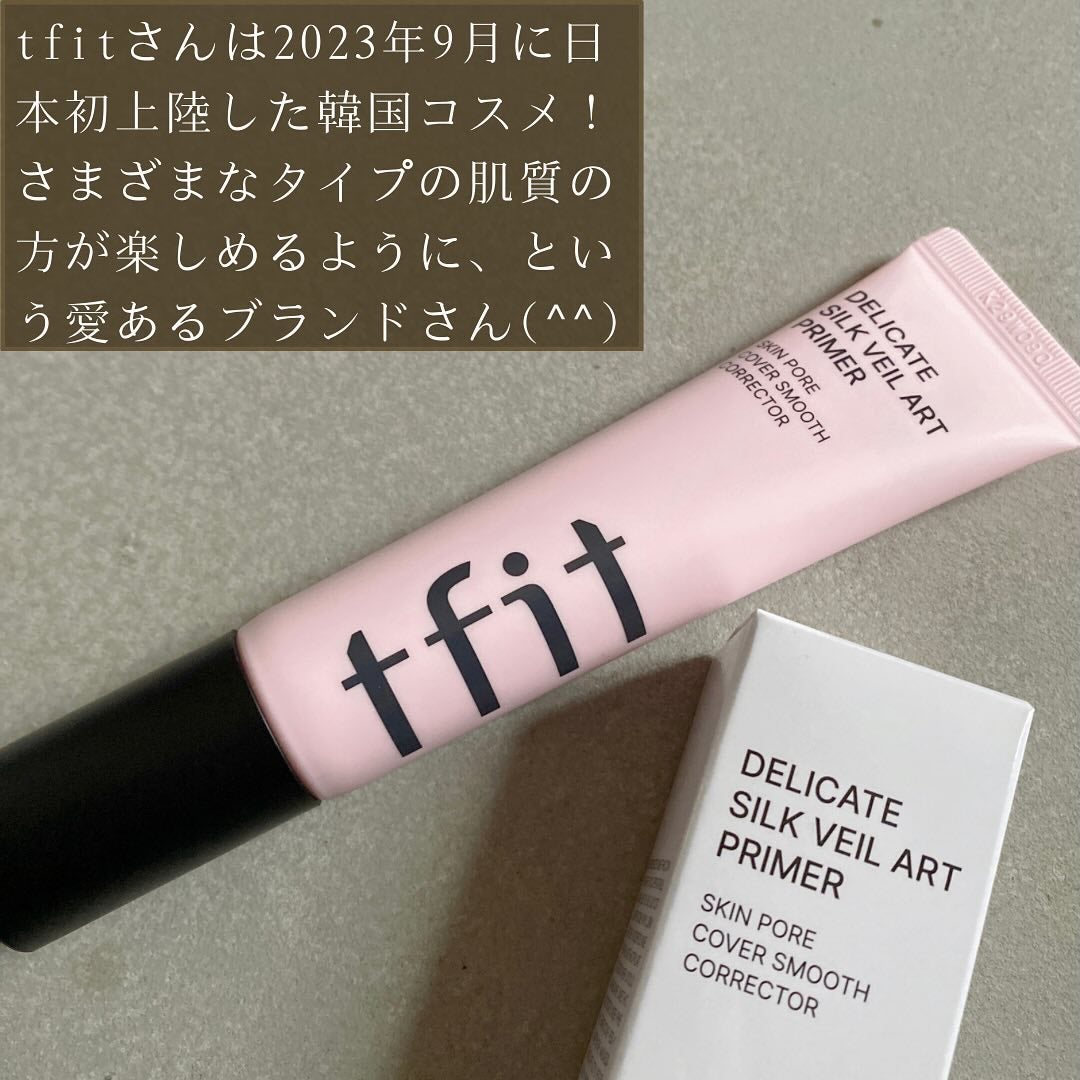 tfitさんは2023年9月に日
本初上陸した韓国コスメ！
さまざまなタイプの肌質の
方が楽しめるように、とい
う愛あるブランドさん(^^)
DELICATE
SILK VEIL ART
PRIMER
SKIN PORE
COVER SMOOTH
CORRECTOR
tfit
DELICATE
SILK VEIL ART
PRIMER
SKIN PORE
COVER SMOOTH
CORRECTOR